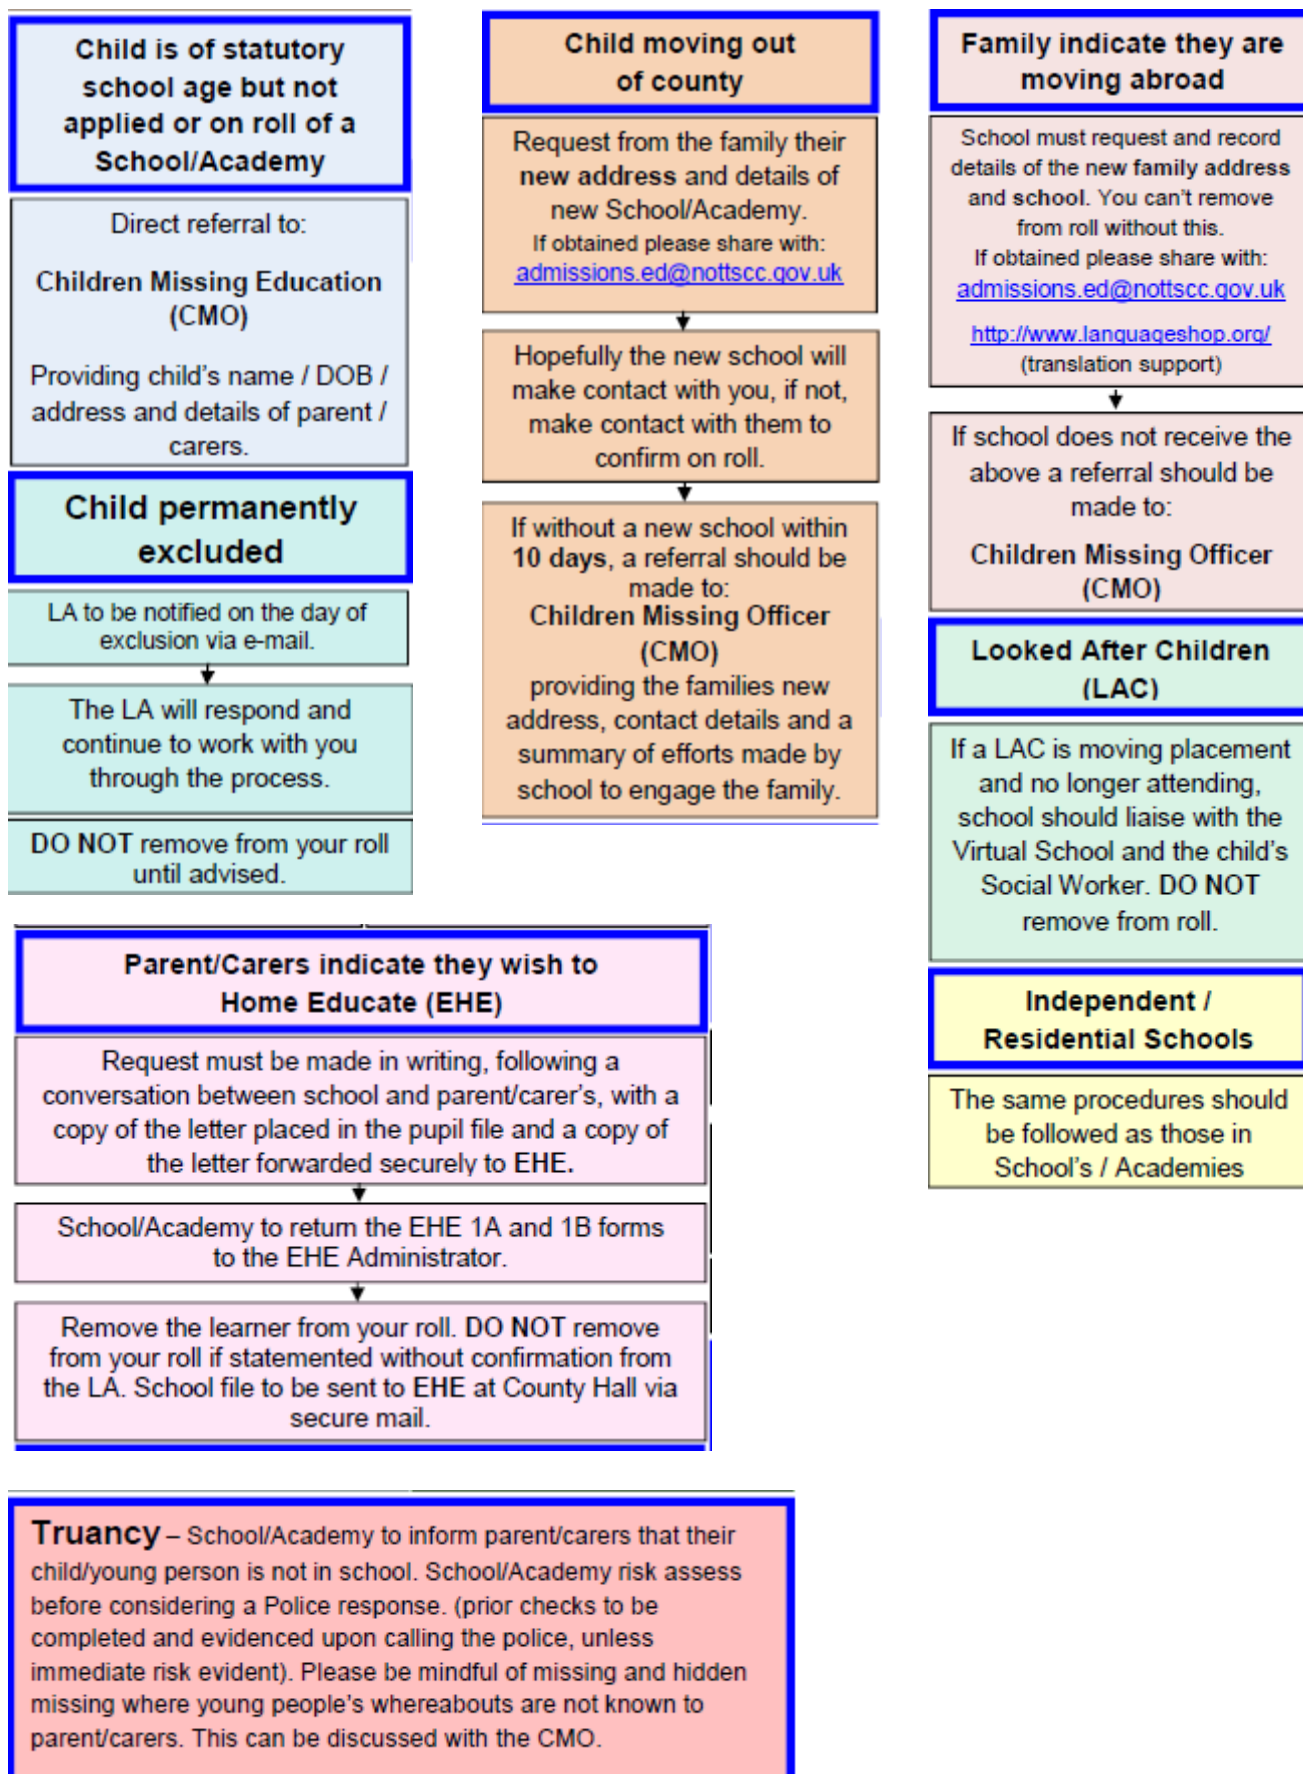 Child is of statutory
school age but not
applied or on roll of a
School/Academy
Direct referral to:
Children Missing Education
(CMO)
Providing child's name / DOB /
address and details of parent /
carers.
Child permanently
excluded
LA to be notified on the day of
exclusion via e-mail.
The LA will respond and
continue to work with you
through the process.
DO NOT remove from your roll
until advised.
Child moving out
of county
Request from the family their
new address and details of
new School/Academy.
If obtained please share with:
admissions.ed@nottscc.gov.uk
Hopefully the new school will
make contact with you, if not,
make contact with them to
confirm on roll.
If without a new school within
10 days, a referral should be
made to:
Children Missing Officer
(CMO)
providing the families new
address, contact details and a
summary of efforts made by
school to engage the family.
Family indicate they are
moving abroad
School must request and record
details of the new family address
and school. You can't remove
from roll without this.
If obtained please share with:
admissions.ed@nottscc.gov.uk
http://www.languageshop.org/
(translation support)
If school does not receive the
above a referral should be
made to:
Children Missing Officer
(CMO)
Looked After Children
(LAC)
If a LAC is moving placement
and no longer attending,
school should liaise with the
Virtual School and the child's
Social Worker. DO NOT
remove from roll.
Independent /
Residential Schools
The same procedures should
be followed as those in
School's / Academies
Parent/Carers indicate they wish to
Home Educate (EHE)
Request must be made in writing, following a
conversation between school and parent/carer's, with a
copy of the letter placed in the pupil file and a copy of
the letter forwarded securely to EHE.
School/Academy to return the EHE 1A and 1B forms
to the EHE Administrator.
Remove the learner from your roll. DO NOT remove
from your roll if statemented without confirmation from
the LA. School file to be sent to EHE at County Hall via
secure mail.
Truancy – School/Academy to inform parent/carers that their
child/young person is not in school. School/Academy risk assess
before considering a Police response. (prior checks to be
completed and evidenced upon calling the police, unless
immediate risk evident). Please be mindful of missing and hidden
missing where young people's whereabouts are not known to
parent/carers. This can be discussed with the CMO.